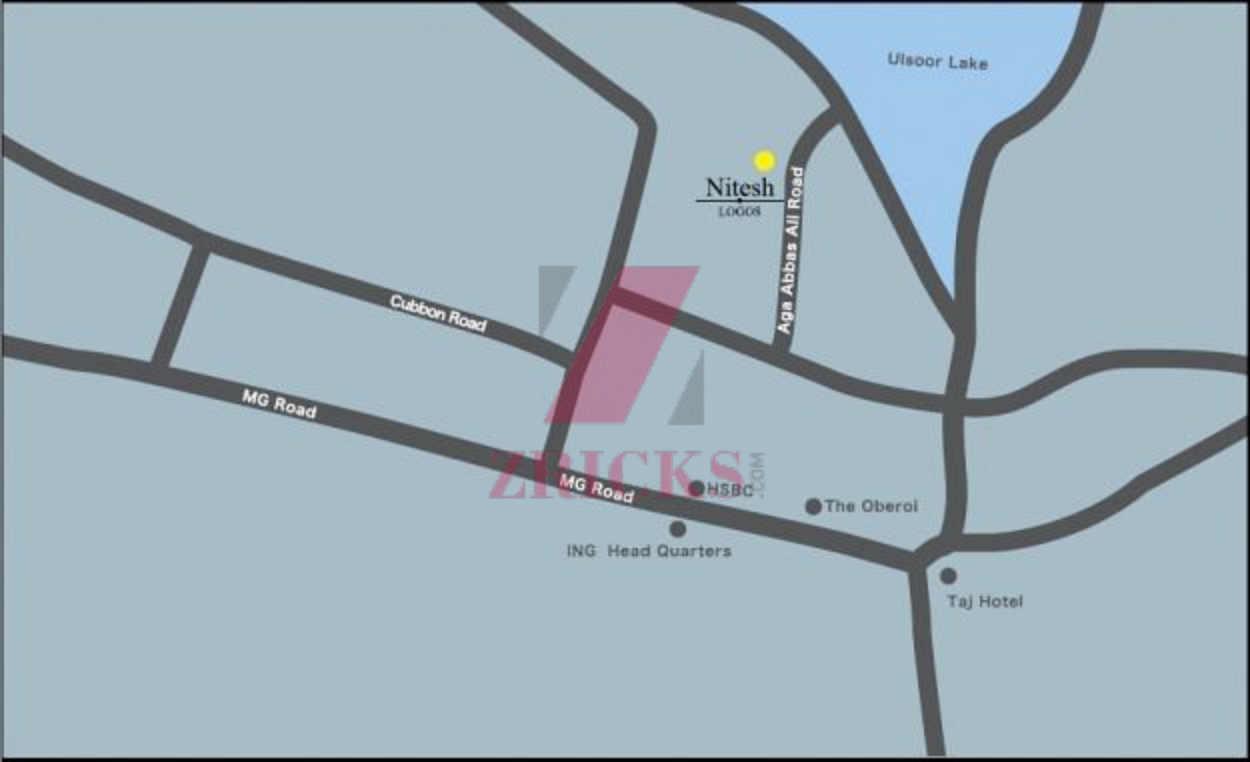 Ulsoor Lake
Nitesh
LOGOS
Aga Abbas Ali Road
Cubbon Road
MG Road
ZRICKS
.COM
MG Road
HSBC
The Oberoi
ING Head Quarters
Taj Hotel